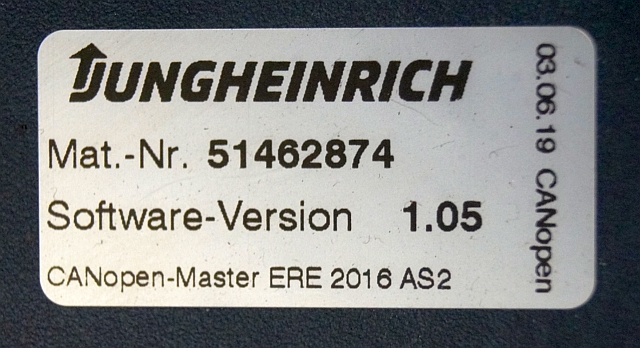 JUNGHEINRICH
Mat.-Nr. 51462874
Software-Version 1.05
CANopen-Master ERE 2016 AS2
03.06.19 CANopen